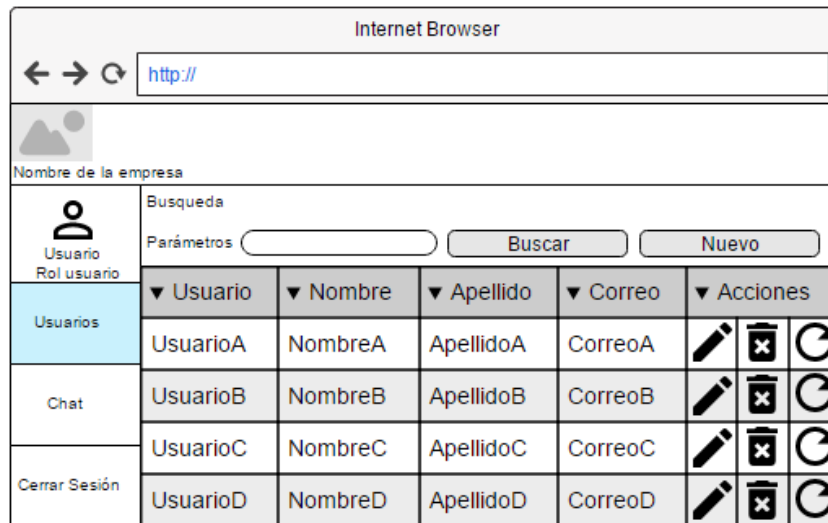 Internet Browser
http://
Nombre de la empresa
Usuario
Rol usuario
Usuarios
Chat
Cerrar Sesión
Busqueda
Parámetros Buscar Nuevo
▼ Usuario ▼ Nombre ▼ Apellido ▼ Correo ▼ Acciones
UsuarioA NombreA ApellidoA CorreoA
UsuarioB NombreB ApellidoB CorreoB
UsuarioC NombreC ApellidoC CorreoC
UsuarioD NombreD ApellidoD CorreoD